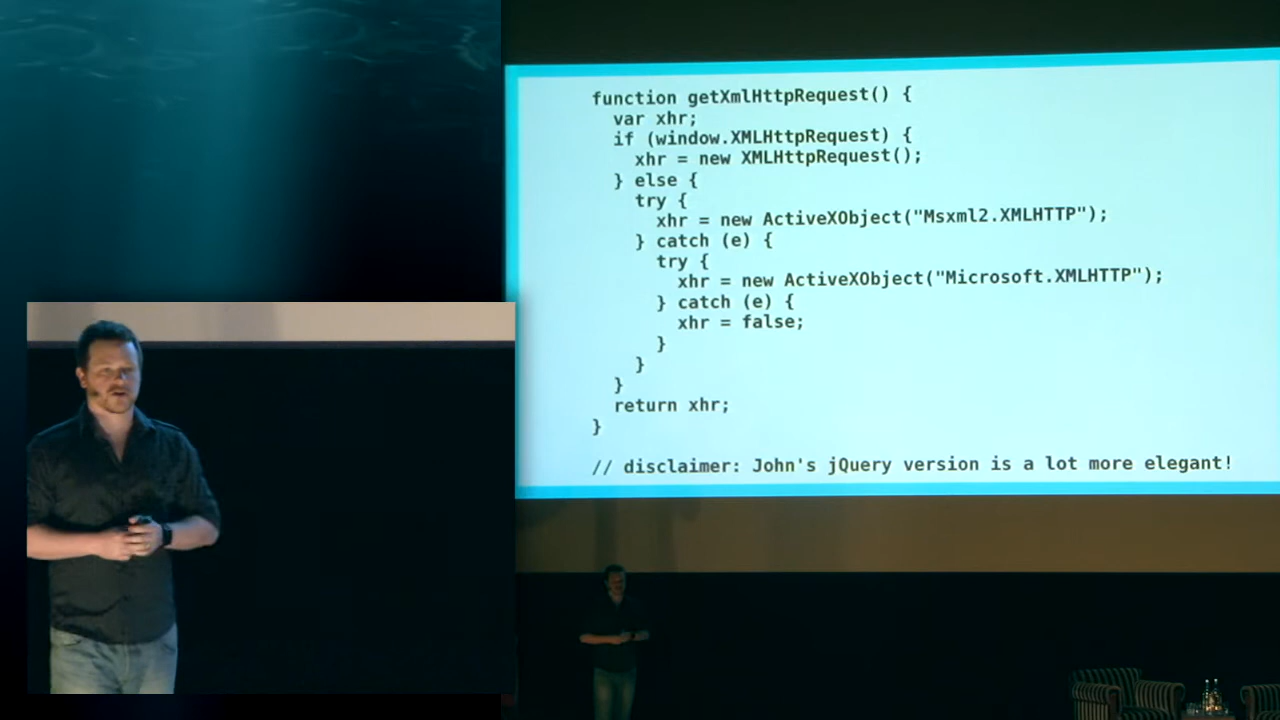 function getXmlHttpRequest() {
  var xhr;
  if (window.XMLHttpRequest) {
    xhr = new XMLHttpRequest();
  } else {
    try {
      xhr = new ActiveXObject("Msxml2.XMLHTTP");
    } catch (e) {
      try {
        xhr = new ActiveXObject("Microsoft.XMLHTTP");
      } catch (e) {
        xhr = false;
      }
    }
  }
  return xhr;
}
// disclaimer: John's jQuery version is a lot more elegant!